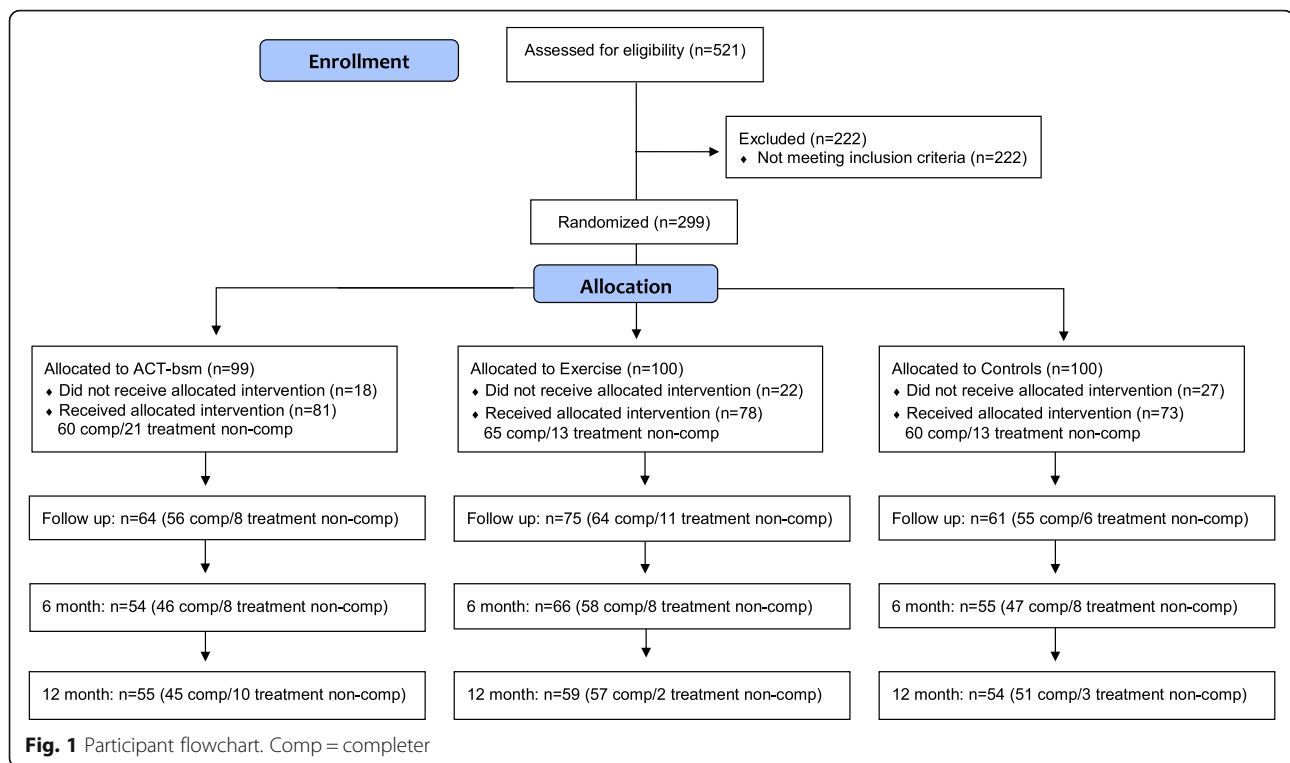 Enrollment
Assessed for eligibility (n=521)
Excluded (n=222)
♦ Not meeting inclusion criteria (n=222)
Randomized (n=299)
Allocation
Allocated to ACT-bsm (n=99)
♦ Did not receive allocated intervention (n=18)
♦ Received allocated intervention (n=81)
60 comp/21 treatment non-comp
Allocated to Exercise (n=100)
♦ Did not receive allocated intervention (n=22)
♦ Received allocated intervention (n=78)
65 comp/13 treatment non-comp
Allocated to Controls (n=100)
♦ Did not receive allocated intervention (n=27)
♦ Received allocated intervention (n=73)
60 comp/13 treatment non-comp
Follow up: n=64 (56 comp/8 treatment non-comp)
Follow up: n=75 (64 comp/11 treatment non-comp)
Follow up: n=61 (55 comp/6 treatment non-comp)
6 month: n=54 (46 comp/8 treatment non-comp)
6 month: n=66 (58 comp/8 treatment non-comp)
6 month: n=55 (47 comp/8 treatment non-comp)
12 month: n=55 (45 comp/10 treatment non-comp)
12 month: n=59 (57 comp/2 treatment non-comp)
12 month: n=54 (51 comp/3 treatment non-comp)
Fig. 1 Participant flowchart. Comp = completer